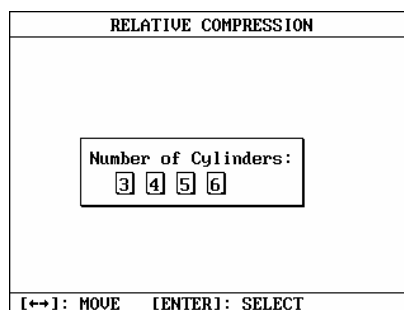 RELATIVE COMPRESSION
Number of Cylinders:
3 4 5 6
[←→]: MOVE [ENTER]: SELECT